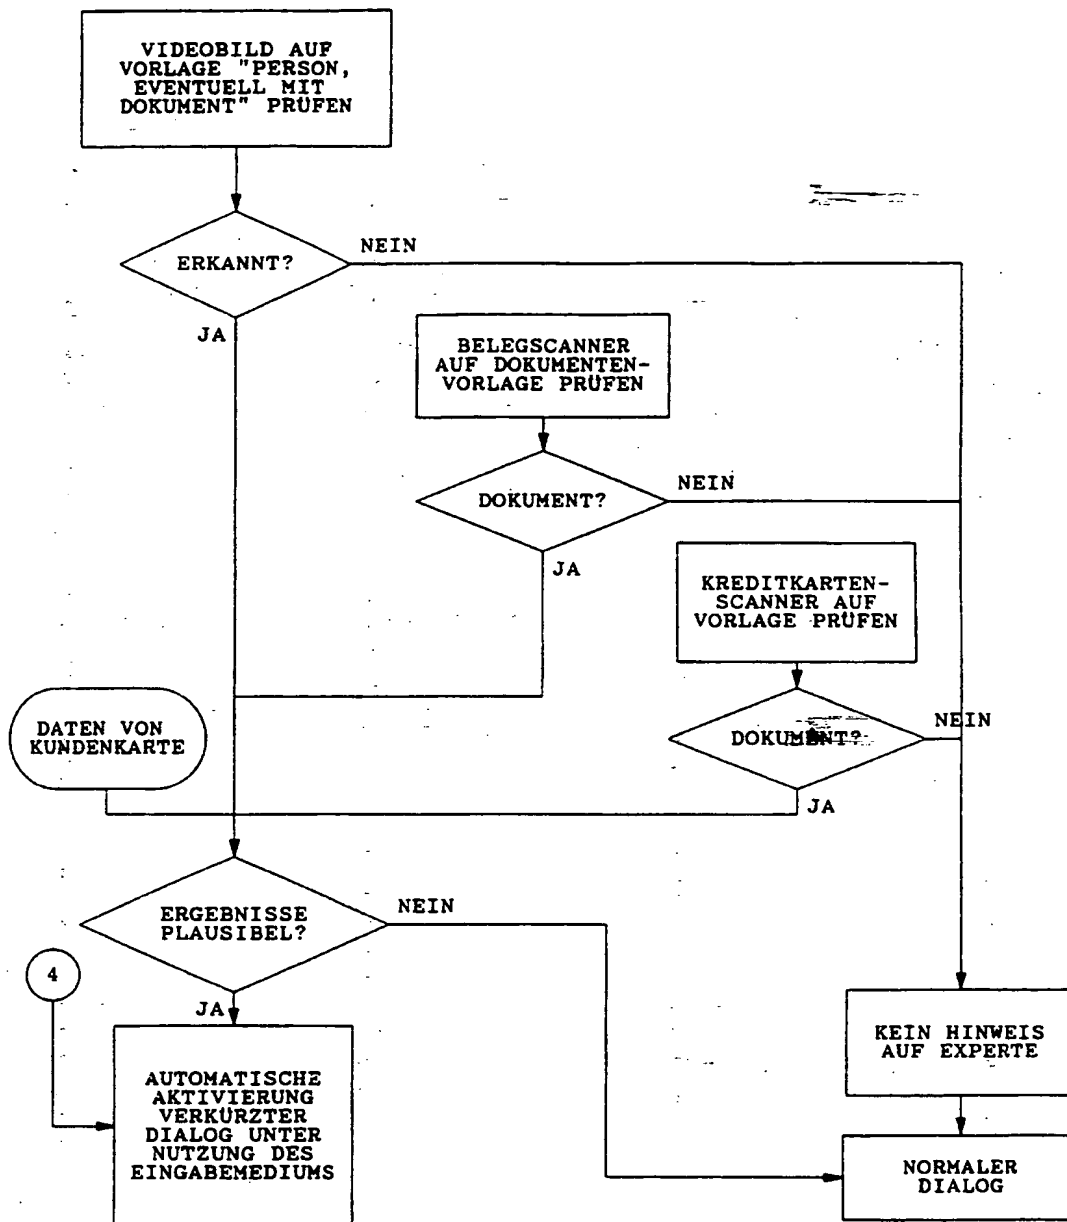 VIDEOBILD AUF
VORLAGE "PERSON,
EVENTUELL MIT
DOKUMENT" PRÜFEN
ERKANNT?
NEIN
JA
BELEGSCANNER
AUF DOKUMENTEN-
VORLAGE PRÜFEN
DOKUMENT?
NEIN
JA
KREDITKARTEN-
SCANNER AUF
VORLAGE PRÜFEN
DOKUMENT?
NEIN
JA
DATEN VON
KUNDENKARTE
ERGEBNISSE
PLAUSIBEL?
NEIN
JA
4
AUTOMATISCHE
AKTIVIERUNG
VERKÜRZTER
DIALOG UNTER
NUTZUNG DES
EINGABEMEDIUMS
KEIN HINWEIS
AUF EXPERTE
NORMALER
DIALOG